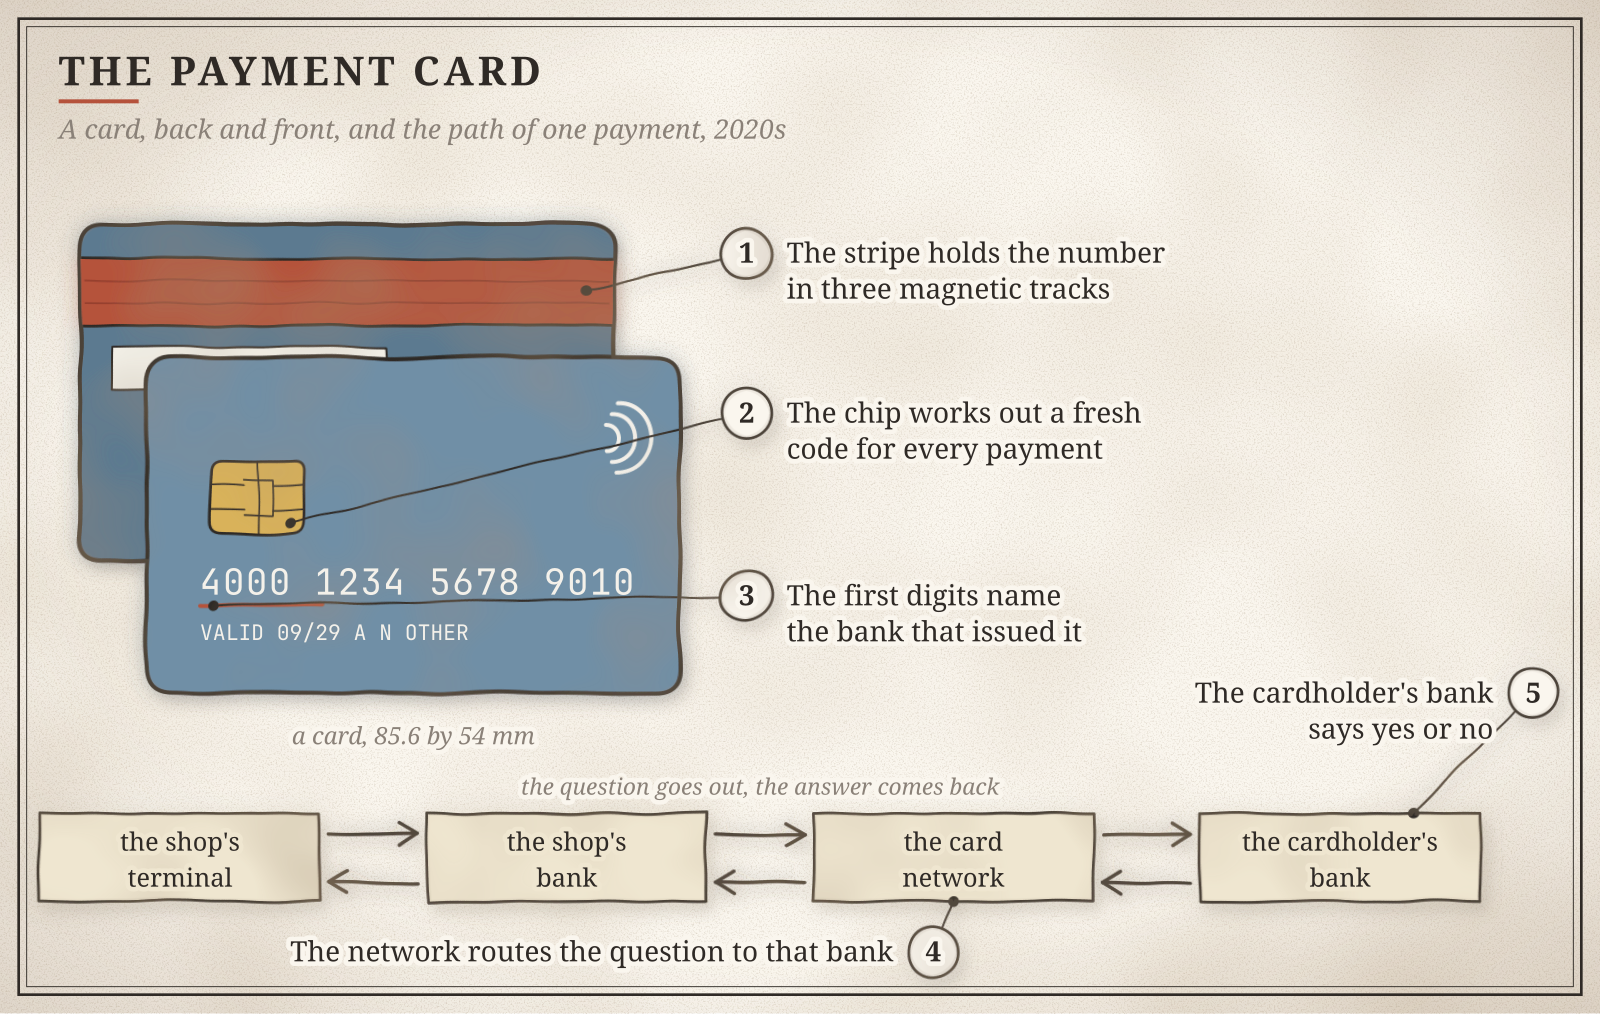 THE PAYMENT CARD
A card, back and front, and the path of one payment, 2020s
1
The stripe holds the number
in three magnetic tracks
2
The chip works out a fresh
code for every payment
4000 1234 5678 9010
VALID 09/29 A N OTHER
3
The first digits name
the bank that issued it
The cardholder's bank
says yes or no
5
a card, 85.6 by 54 mm
the question goes out, the answer comes back
the shop's
terminal
the shop's
bank
the card
network
the cardholder's
bank
The network routes the question to that bank
4